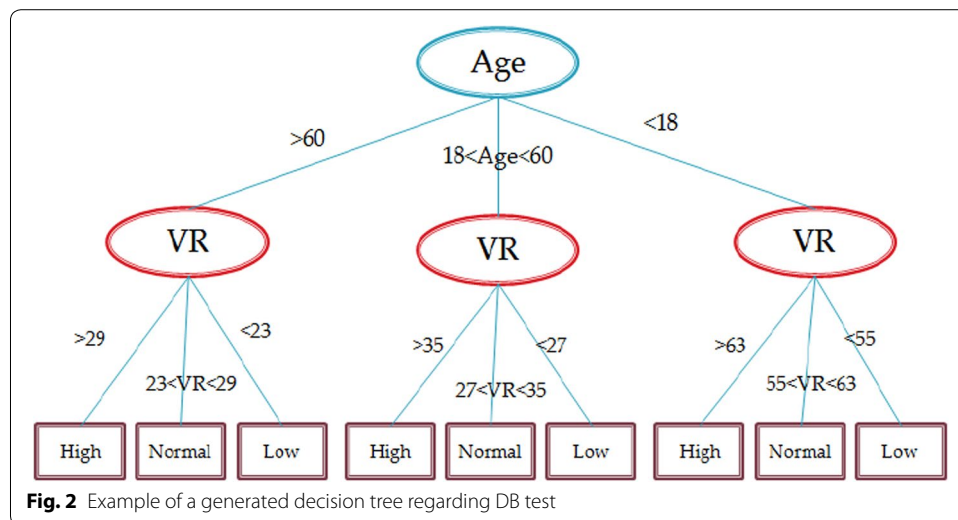 Age
>60
18<Age<60
<18
VR
VR
VR
>29
23<VR<29
<23
>35
27<VR<35
<27
>63
55<VR<63
<55
High
Normal
Low
High
Normal
Low
High
Normal
Low
Fig. 2 Example of a generated decision tree regarding DB test